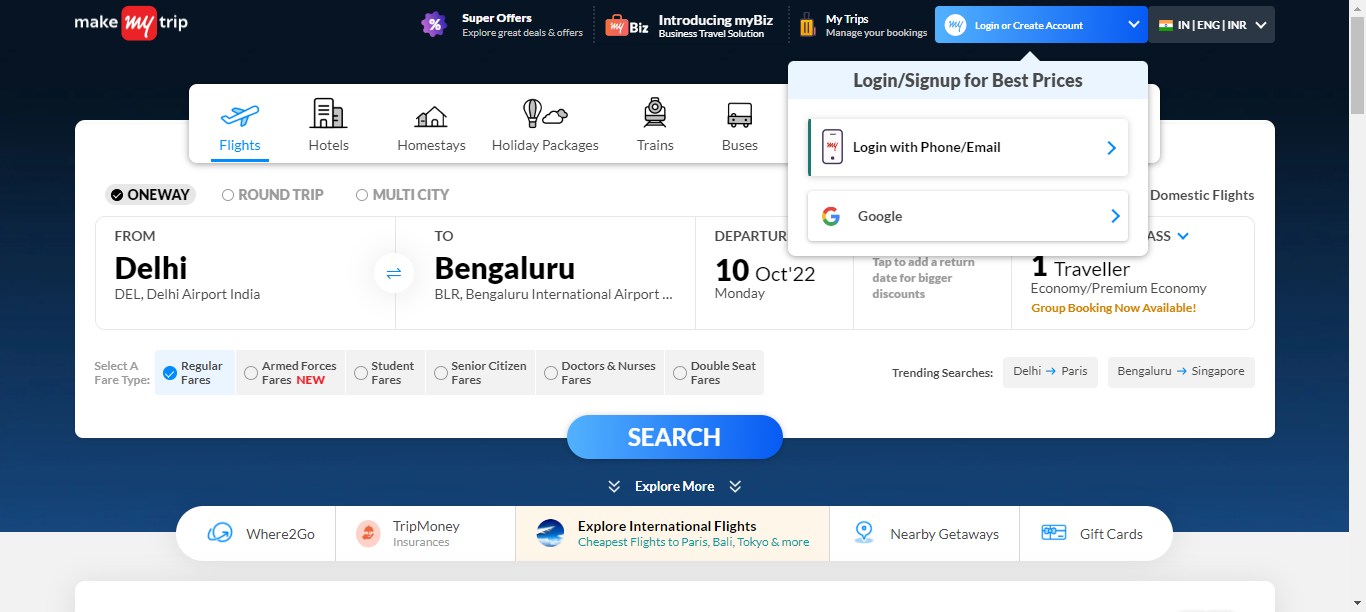 make my trip
%
Super Offers
Explore great deals & offers
my Biz
Introducing myBiz
Business Travel Solution
My Trips
Manage your bookings
my
Login or Create Account
IN | ENG | INR
Login/Signup for Best Prices
my
Login with Phone/Email
Google
Flights
Hotels
Homestays
Holiday Packages
Trains
Buses
ONEWAY
ROUND TRIP
MULTI CITY
Domestic Flights
FROM
Delhi
DEL, Delhi Airport India
TO
Bengaluru
BLR, Bengaluru International Airport ...
DEPARTUR
10 Oct'22
Monday
Tap to add a return
date for bigger
discounts
ASS
1 Traveller
Economy/Premium Economy
Group Booking Now Available!
Select A
Fare Type:
Regular
Fares
Armed Forces
Fares NEW
Student
Fares
Senior Citizen
Fares
Doctors & Nurses
Fares
Double Seat
Fares
Trending Searches:
Delhi → Paris
Bengaluru → Singapore
SEARCH
Explore More
Where2Go
TripMoney
Insurances
Explore International Flights
Cheapest Flights to Paris, Bali, Tokyo & more
Nearby Getaways
Gift Cards